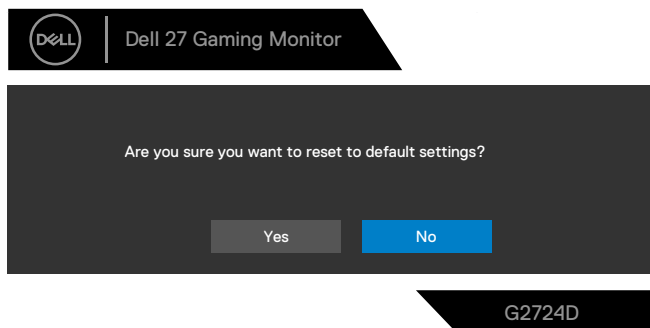 DELL
Dell 27 Gaming Monitor
Are you sure you want to reset to default settings?
Yes No
G2724D